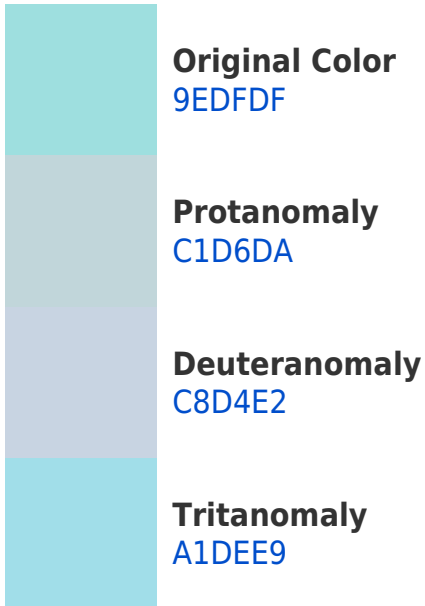 Original Color
9EDFDF
Protanomaly
C1D6DA
Deuteranomaly
C8D4E2
Tritanomaly
A1DEE9